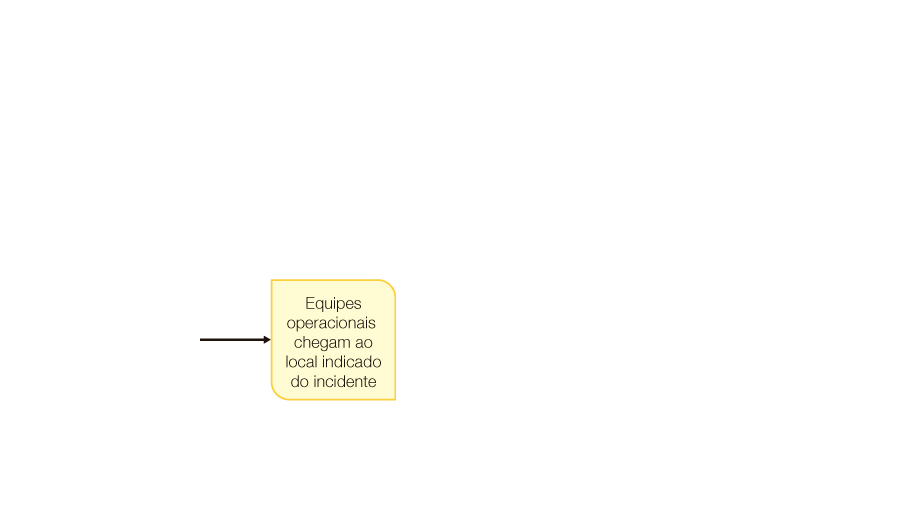 Equipes
operacionais
chegam ao
local indicado
do incidente